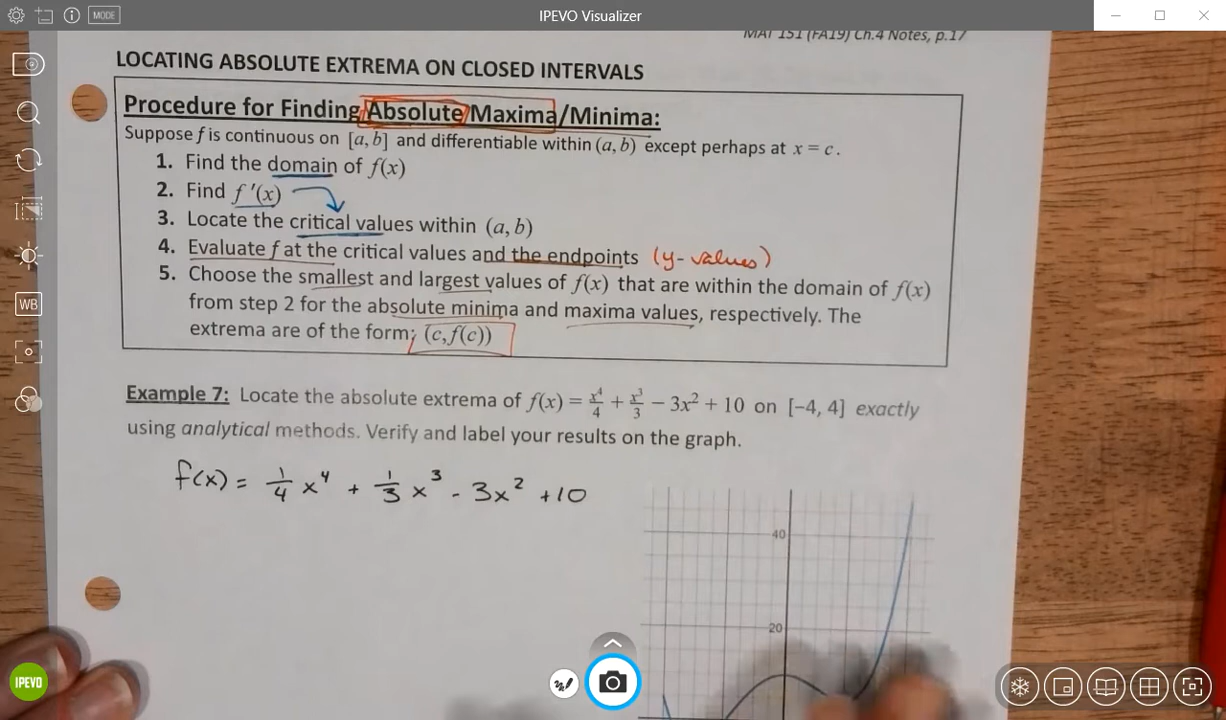 IPEVO Visualizer
MODE
MAT 151 (FA19) Ch.4 Notes, p.17
LOCATING ABSOLUTE EXTREMA ON CLOSED INTERVALS
Procedure for Finding Absolute Maxima/Minima:
Suppose f is continuous on [a, b] and differentiable within (a, b) except perhaps at x = c.
1. Find the domain of f(x)
2. Find f '(x)
3. Locate the critical values within (a, b)
4. Evaluate f at the critical values and the endpoints (y-values)
5. Choose the smallest and largest values of f(x) that are within the domain of f(x)
from step 2 for the absolute minima and maxima values, respectively. The
extrema are of the form: (c, f(c))
Example 7: Locate the absolute extrema of f(x) = x⁴/4 + x³/3 − 3x² + 10 on [−4, 4] exactly
using analytical methods. Verify and label your results on the graph.
f(x) = 1/4 x⁴ + 1/3 x³ - 3x² + 10
40
20
WB
IPEVO